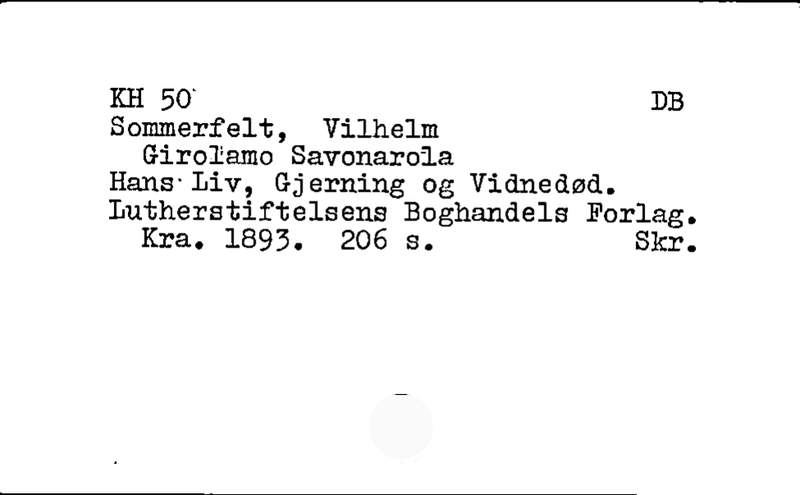 KH 50 DB
Sommerfelt, Vilhelm
Girolamo Savonarola
Hans Liv, Gjerning og Vidnedød.
Lutherstiftelsens Boghandels Forlag.
Kra. 1893. 206 s. Skr.